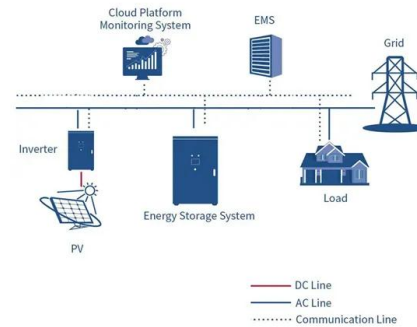 Cloud Platform
Monitoring System
EMS
Grid
Inverter
Energy Storage System
Load
PV
DC Line
AC Line
Communication Line